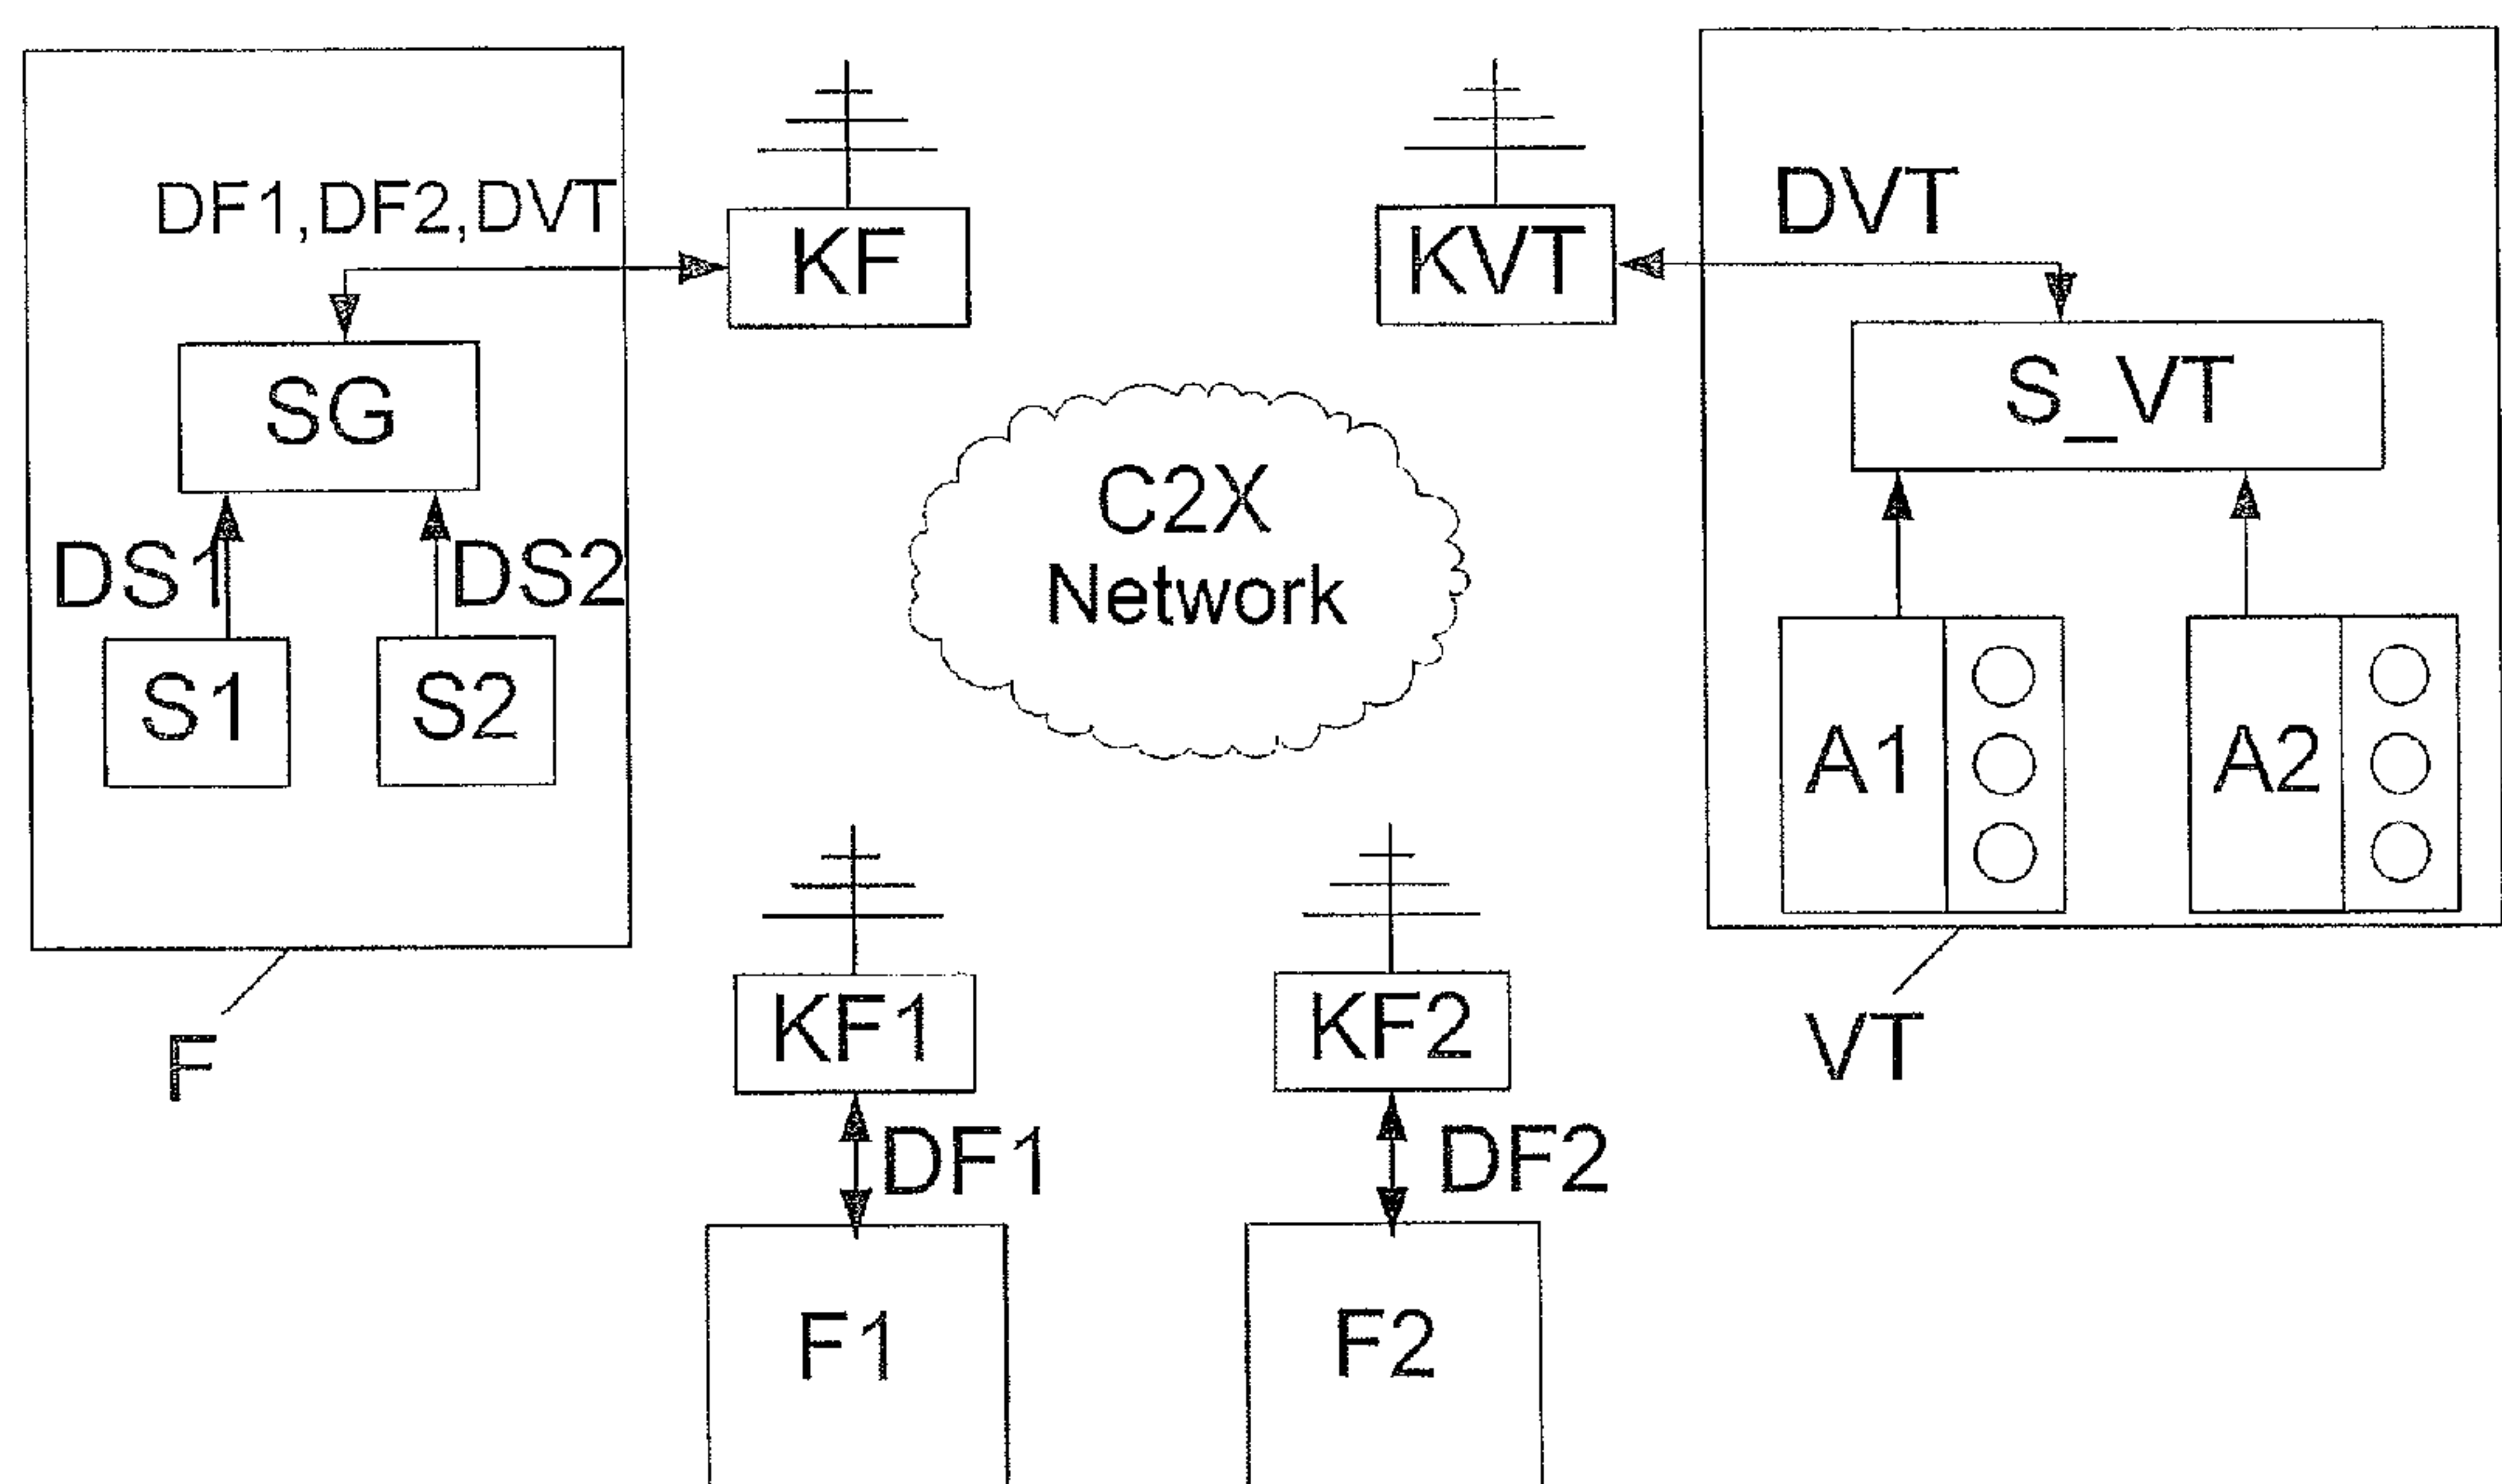 DF1,DF2,DVT
KF
KVT
DVT
SG
S_VT
C2X
Network
DS1
DS2
S1
S2
A1
A2
F
KF1
KF2
VT
DF1
DF2
F1
F2